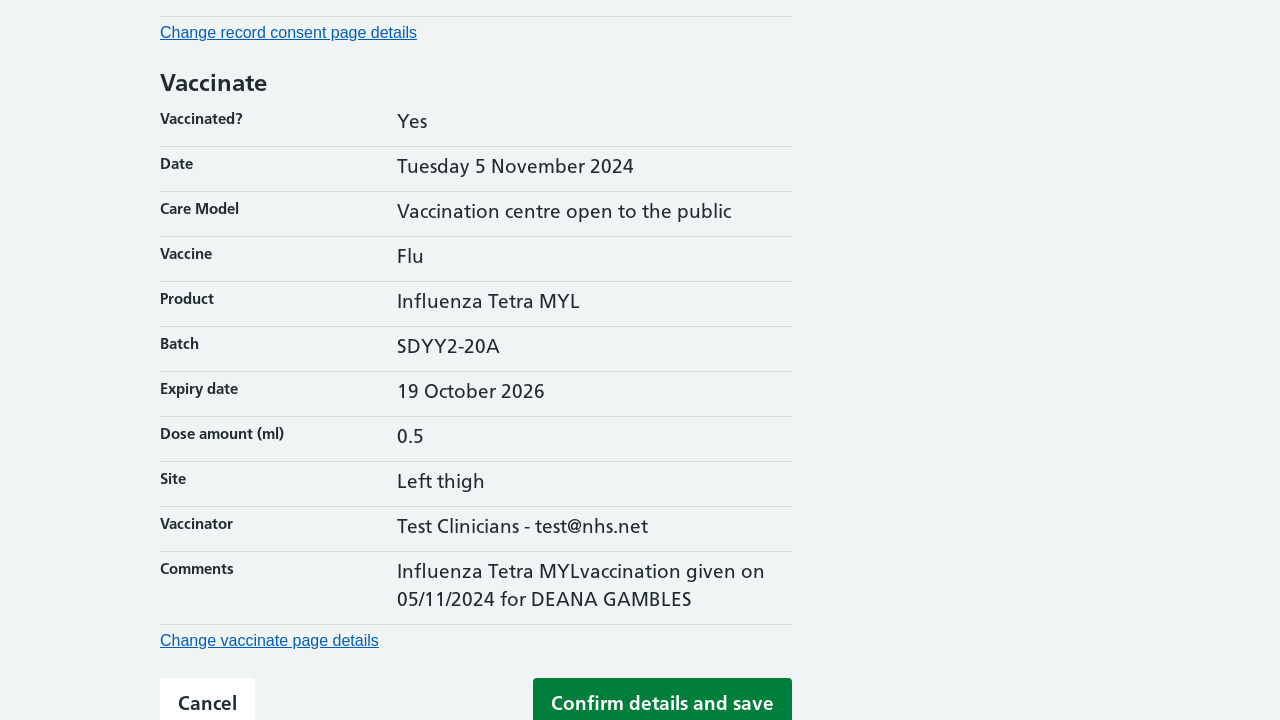 Change record consent page details
Vaccinate
Vaccinated? Yes
Date Tuesday 5 November 2024
Care Model Vaccination centre open to the public
Vaccine Flu
Product Influenza Tetra MYL
Batch SDYY2-20A
Expiry date 19 October 2026
Dose amount (ml) 0.5
Site Left thigh
Vaccinator Test Clinicians - test@nhs.net
Comments Influenza Tetra MYLvaccination given on
05/11/2024 for DEANA GAMBLES
Change vaccinate page details
Cancel Confirm details and save